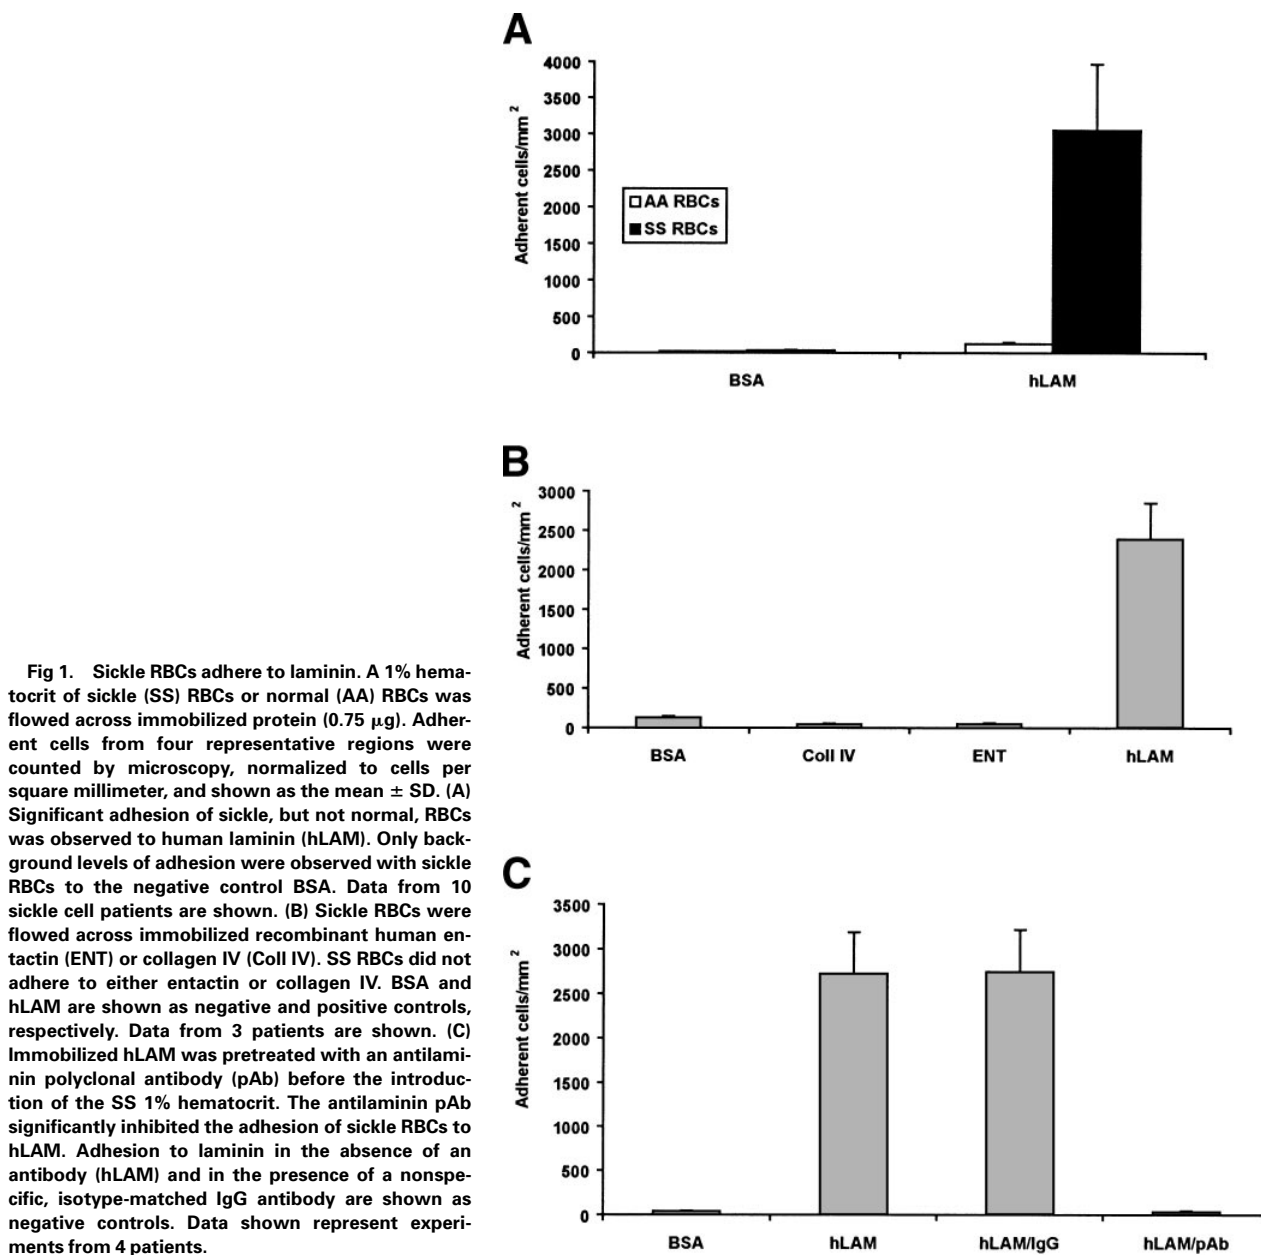 A
4000
3500
3000
2500
2000
1500
1000
500
0
Adherent cells/mm²
AA RBCs
SS RBCs
BSA hLAM
B
3000
2500
2000
1500
1000
500
0
Adherent cells/mm²
BSA Coll IV ENT hLAM
C
3500
3000
2500
2000
1500
1000
500
0
Adherent cells/mm²
BSA hLAM hLAM/IgG hLAM/pAb
Fig 1. Sickle RBCs adhere to laminin. A 1% hema-
tocrit of sickle (SS) RBCs or normal (AA) RBCs was
flowed across immobilized protein (0.75 μg). Adher-
ent cells from four representative regions were
counted by microscopy, normalized to cells per
square millimeter, and shown as the mean ± SD. (A)
Significant adhesion of sickle, but not normal, RBCs
was observed to human laminin (hLAM). Only back-
ground levels of adhesion were observed with sickle
RBCs to the negative control BSA. Data from 10
sickle cell patients are shown. (B) Sickle RBCs were
flowed across immobilized recombinant human en-
tactin (ENT) or collagen IV (Coll IV). SS RBCs did not
adhere to either entactin or collagen IV. BSA and
hLAM are shown as negative and positive controls,
respectively. Data from 3 patients are shown. (C)
Immobilized hLAM was pretreated with an antilami-
nin polyclonal antibody (pAb) before the introduc-
tion of the SS 1% hematocrit. The antilaminin pAb
significantly inhibited the adhesion of sickle RBCs to
hLAM. Adhesion to laminin in the absence of an
antibody (hLAM) and in the presence of a nonspe-
cific, isotype-matched IgG antibody are shown as
negative controls. Data shown represent experi-
ments from 4 patients.